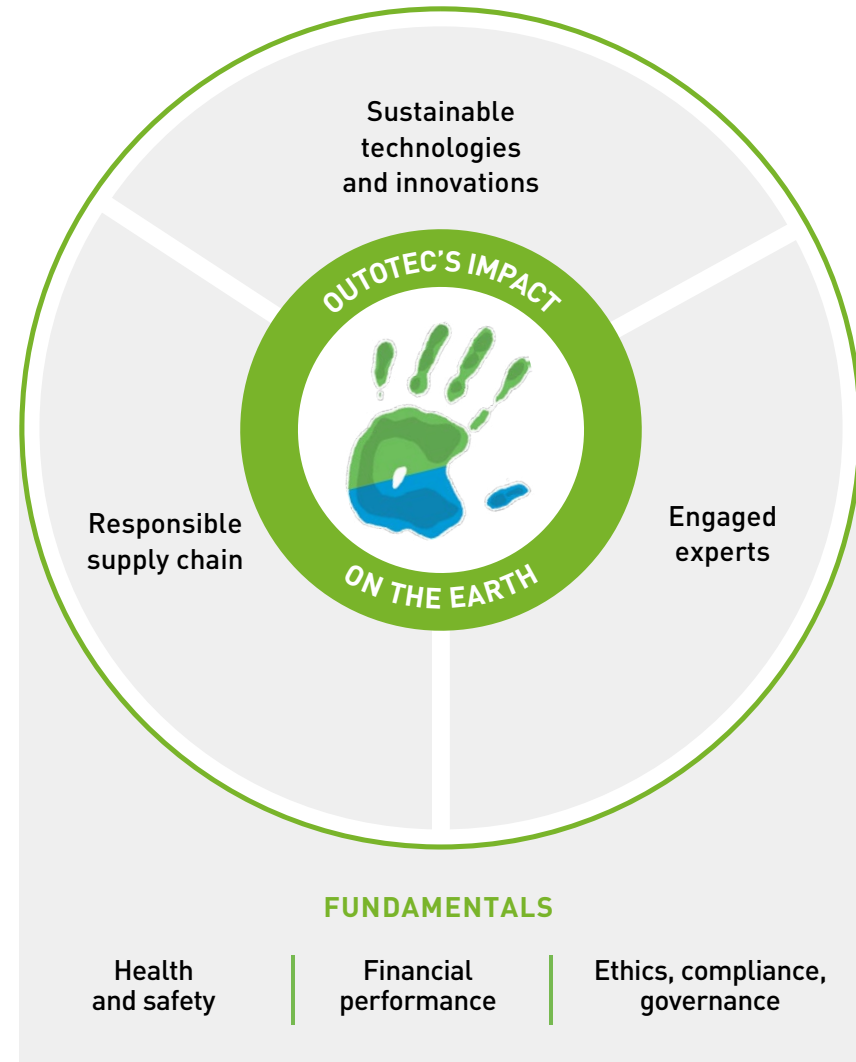 Sustainable
technologies
and innovations
OUTOTEC'S IMPACT
ON THE EARTH
Responsible
supply chain
Engaged
experts
FUNDAMENTALS
Health
and safety
Financial
performance
Ethics, compliance,
governance